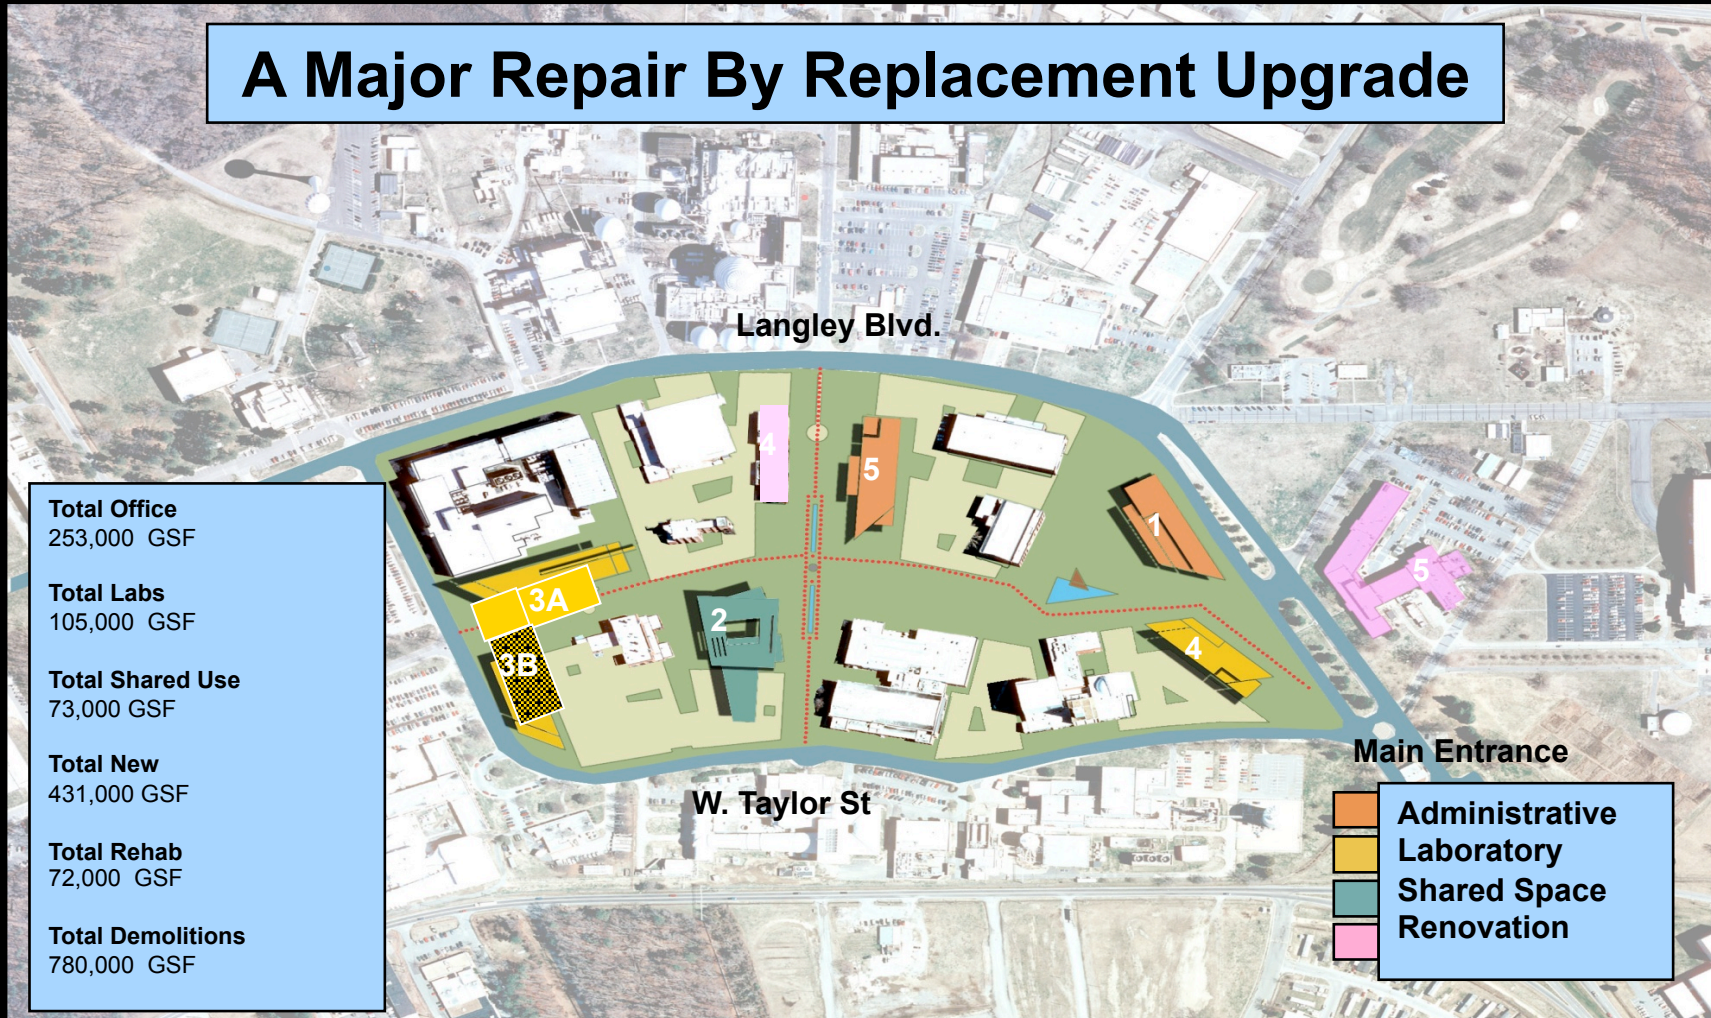 A Major Repair By Replacement Upgrade
Langley Blvd.
4
5
1
5
3A
2
3B
4
Total Office
253,000 GSF
Total Labs
105,000 GSF
Total Shared Use
73,000 GSF
Total New
431,000 GSF
Total Rehab
72,000 GSF
Total Demolitions
780,000 GSF
W. Taylor St
Main Entrance
Administrative
Laboratory
Shared Space
Renovation